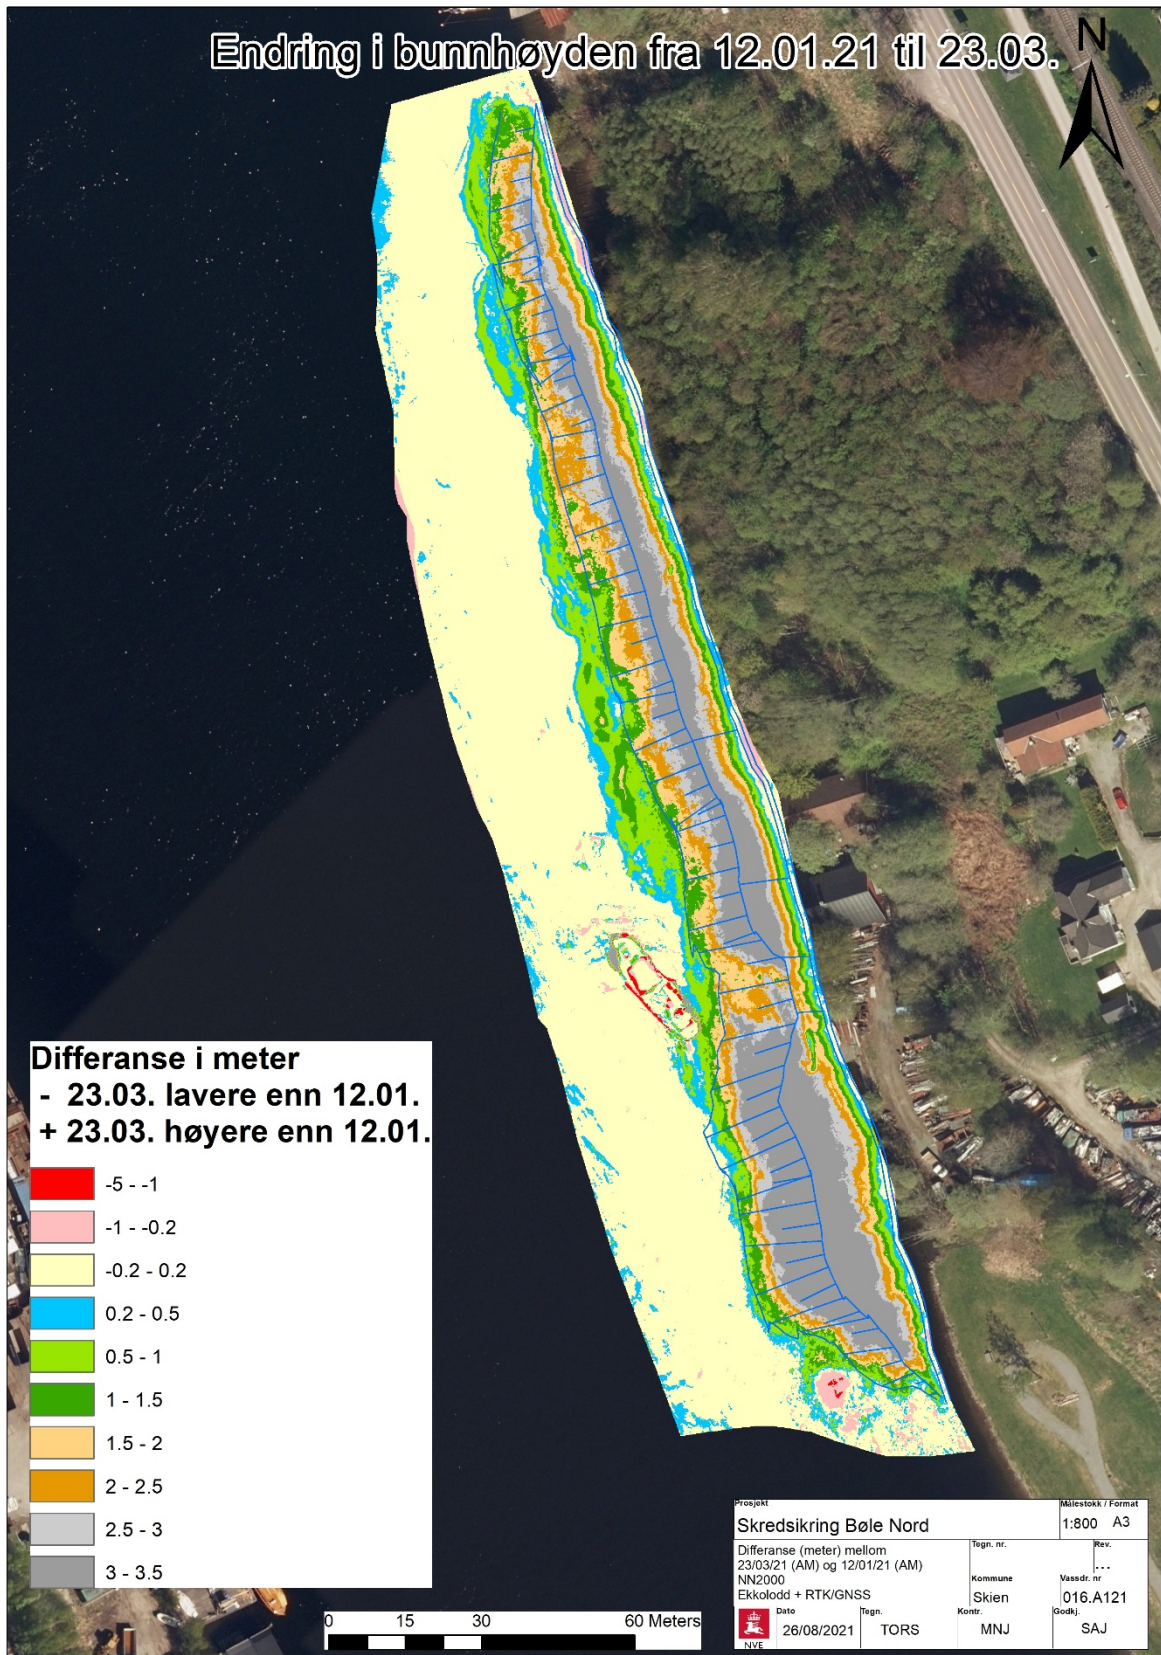 Endring i bunnhøyden fra 12.01.21 til 23.03.
N
Differanse i meter
- 23.03. lavere enn 12.01.
+ 23.03. høyere enn 12.01.
-5 - -1
-1 - -0.2
-0.2 - 0.2
0.2 - 0.5
0.5 - 1
1 - 1.5
1.5 - 2
2 - 2.5
2.5 - 3
3 - 3.5
0 15 30 60 Meters
Prosjekt
Skredsikring Bøle Nord
Målestokk / Format
1:800 A3
Differanse (meter) mellom
23/03/21 (AM) og 12/01/21 (AM)
NN2000
Ekkolodd + RTK/GNSS
Tegn. nr.
Rev.
...
Kommune
Skien
Vassdr. nr
016.A121
NVE
Dato
26/08/2021
Tegn.
TORS
Kontr.
MNJ
Godkj.
SAJ